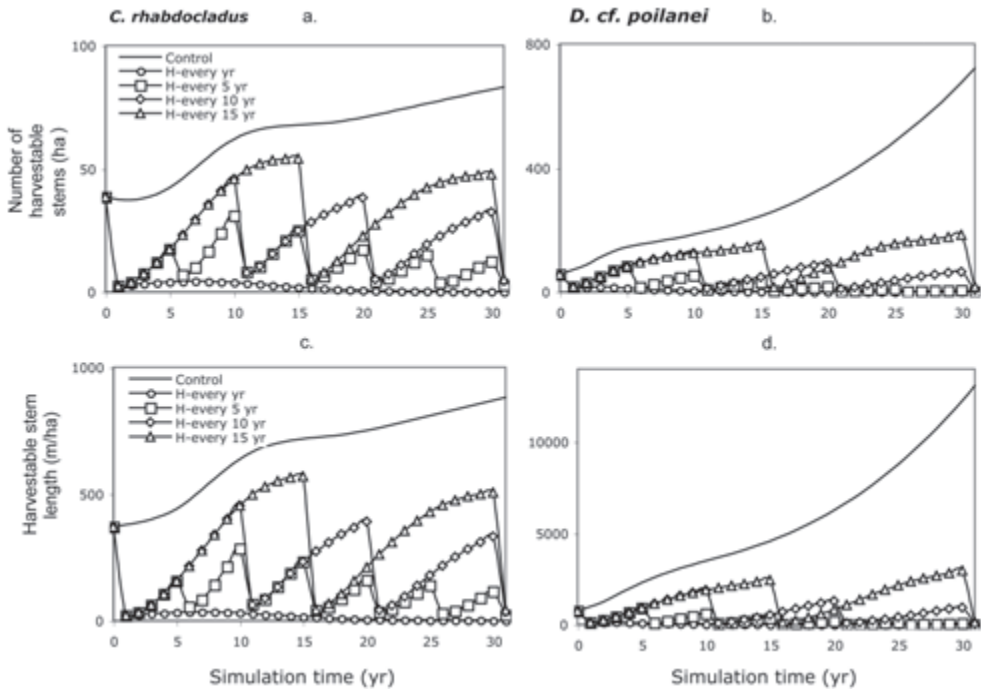 C. rhabdocladus a. D. cf. poilanei b.
100
50
0
Number of
harvestable
stems (ha )
Control
H-every yr
H-every 5 yr
H-every 10 yr
H-every 15 yr
0 5 10 15 20 25 30
800
400
0
0 5 10 15 20 25 30
c. d.
1000
500
0
Harvestable stem
length (m/ha)
Control
H-every yr
H-every 5 yr
H-every 10 yr
H-every 15 yr
0 5 10 15 20 25 30
10000
5000
0
0 5 10 15 20 25 30
Simulation time (yr) Simulation time (yr)